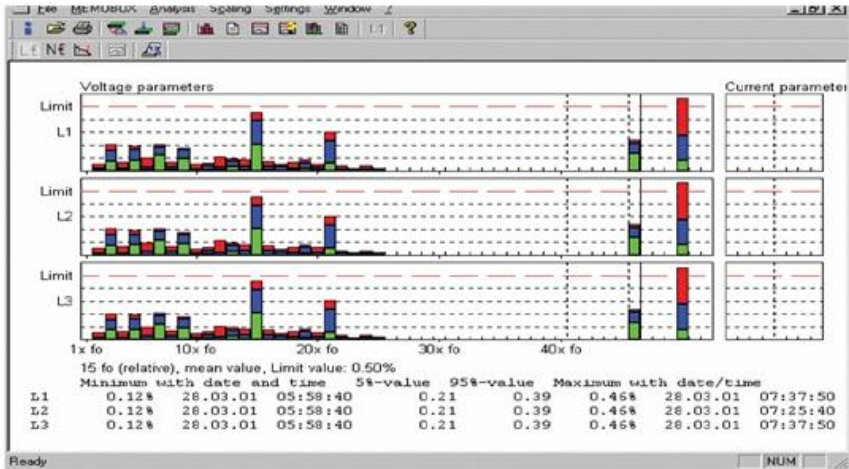 File MEMOBOX Analysis Scaling Settings Window ?
L€ N€ L1 ?
Voltage parameters Current parameter
Limit
L1
Limit
L2
Limit
L3
1x fo 10x fo 20x fo 30x fo 40x fo
15 fo (relative), mean value, Limit value: 0.50%
Minimum with date and time 5%-value 95%-value Maximum with date/time
L1 0.12% 28.03.01 05:58:40 0.21 0.39 0.46% 28.03.01 07:37:50
L2 0.12% 28.03.01 05:58:40 0.21 0.39 0.46% 28.03.01 07:25:40
L3 0.12% 28.03.01 05:58:40 0.21 0.39 0.46% 28.03.01 07:37:50
Ready NUM